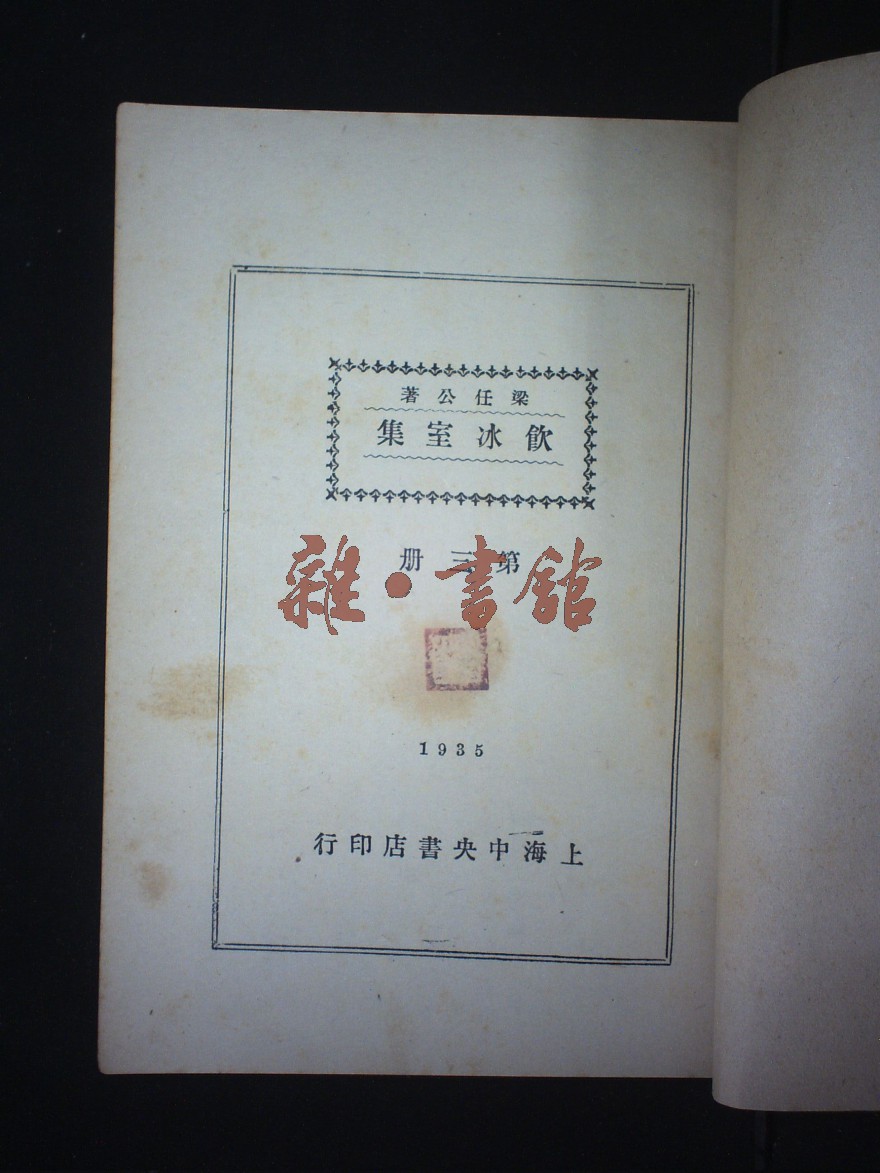 梁任公著
飲冰室集
第三册
雜·書館
1935
上海中央書店印行